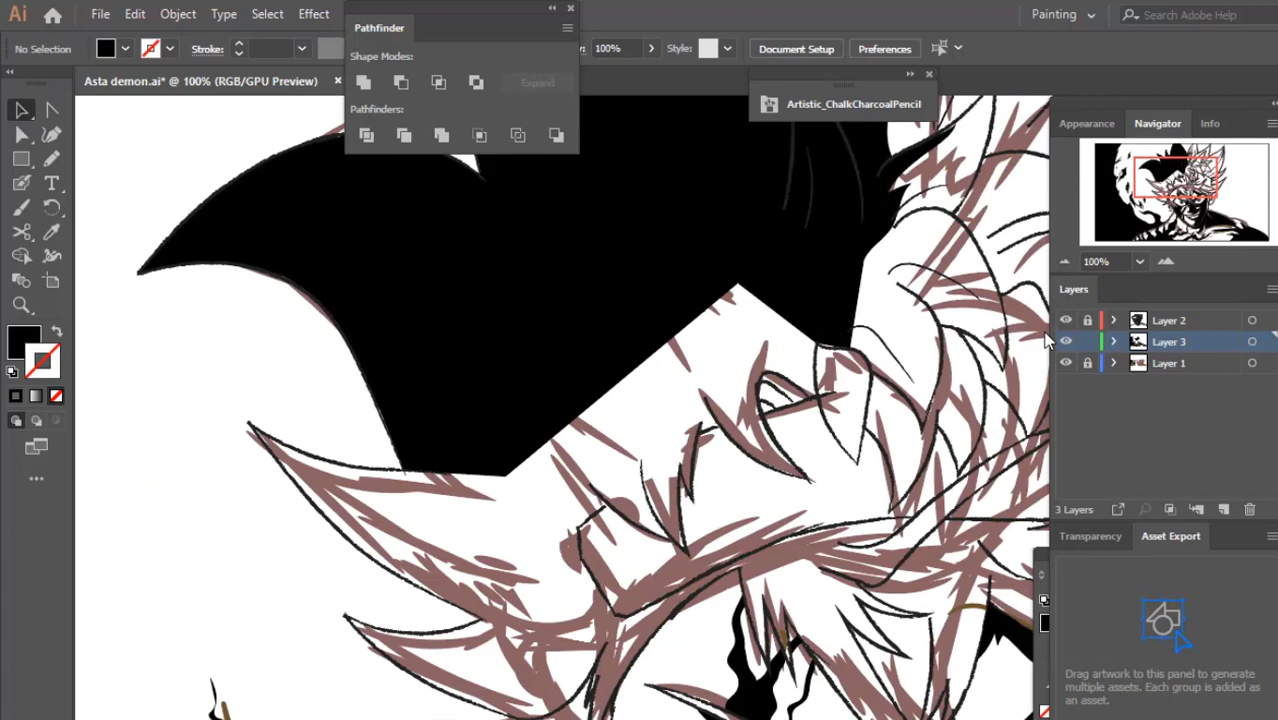 Ai File Edit Object Type Select Effect
Painting Search Adobe Help
Pathfinder
No Selection Stroke: 100% Style: Document Setup Preferences
Shape Modes:
Expand
Asta demon.ai* @ 100% (RGB/GPU Preview)
Pathfinders:
Artistic_ChalkCharcoalPencil
Appearance Navigator Info
100%
Layers
Layer 2
Layer 3
Layer 1
3 Layers
Transparency Asset Export
Drag artwork to this panel to generate
multiple assets. Each group is added as
an asset.